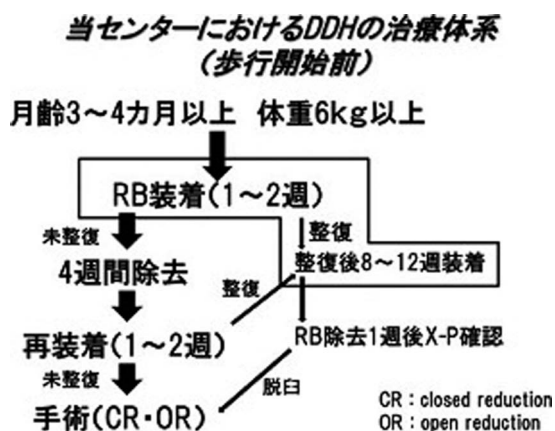 当センターにおけるDDHの治療体系
(歩行開始前)
月齢3〜4カ月以上 体重6kg以上
RB装着(1〜2週)
未整復
整復
4週間除去
整復後8〜12週装着
整復
再装着(1〜2週)
RB除去1週後X-P確認
未整復
脱臼
手術(CR・OR)
CR：closed reduction
OR：open reduction